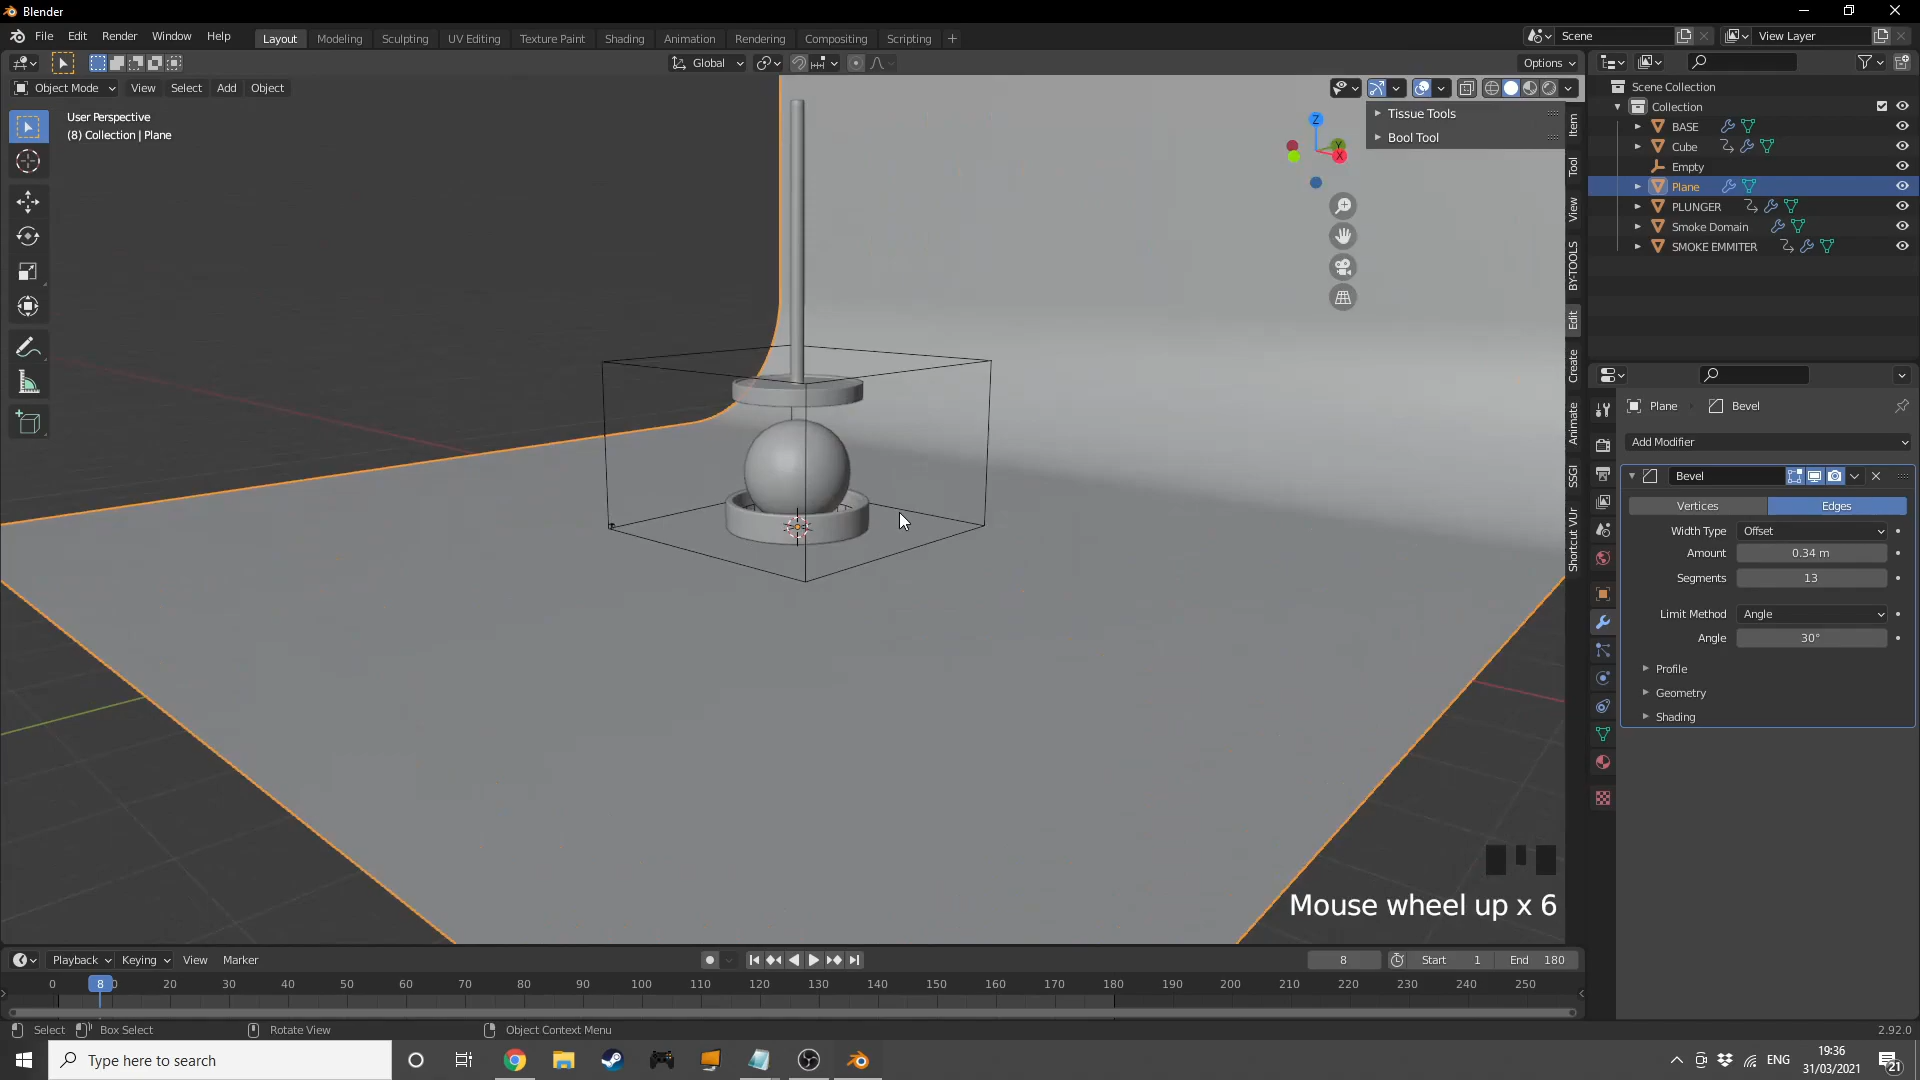 Blender
File Edit Render Window Help
Layout Modeling Sculpting UV Editing Texture Paint Shading Animation Rendering Compositing Scripting +
Scene
View Layer
Global
Options
Object Mode View Select Add Object
User Perspective
(8) Collection | Plane
Tissue Tools
Bool Tool
Z
Y
X
Item
Tool
View
BY-TOOLS
Edit
Create
Animate
SSGI
Shortcut VUr
Scene Collection
Collection
BASE
Cube
Empty
Plane
PLUNGER
Smoke Domain
SMOKE EMMITER
Plane Bevel
Add Modifier
Bevel
Vertices Edges
Width Type Offset
Amount 0.34 m
Segments 13
Limit Method Angle
Angle 30°
Profile
Geometry
Shading
Mouse wheel up x 6
Playback Keying View Marker
8 Start 1 End 180
0 8 20 30 40 50 60 70 80 90 100 110 120 130 140 150 160 170 180 190 200 210 220 230 240 250
Select Box Select Rotate View Object Context Menu
2.92.0
Type here to search
ENG
19:36
31/03/2021
21